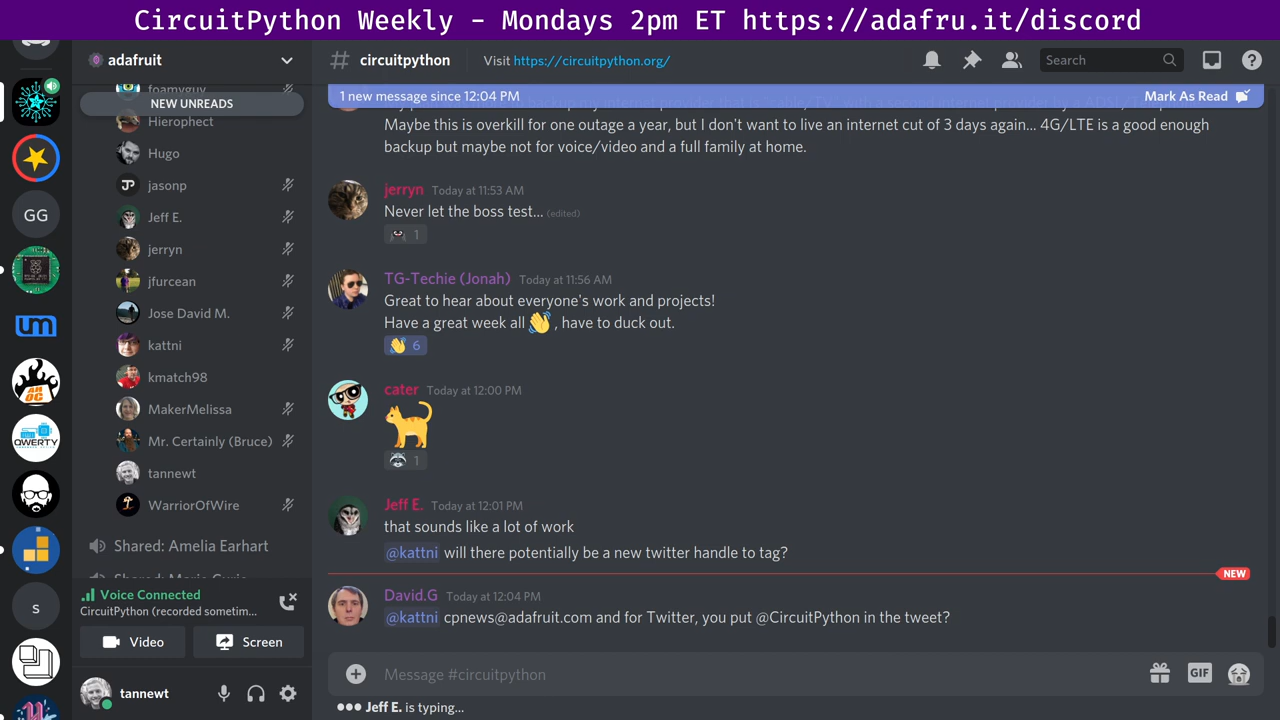 CircuitPython Weekly - Mondays 2pm ET https://adafru.it/discord
adafruit
foamyguy
NEW UNREADS
Hierophect
Hugo
jasonp
Jeff E.
jerryn
jfurcean
Jose David M.
kattni
kmatch98
MakerMelissa
Mr. Certainly (Bruce)
tannewt
WarriorOfWire
Shared: Amelia Earhart
Shared: Marie Curie
Voice Connected
CircuitPython (recorded sometim...
Video
Screen
tannewt
GG
JP
um
QWERTY
s
# circuitpython
Visit https://circuitpython.org/
Search
1 new message since 12:04 PM
Mark As Read
Maybe this is overkill for one outage a year, but I don't want to live an internet cut of 3 days again... 4G/LTE is a good enough
backup but maybe not for voice/video and a full family at home.
jerryn Today at 11:53 AM
Never let the boss test... (edited)
1
TG-Techie (Jonah) Today at 11:56 AM
Great to hear about everyone's work and projects!
Have a great week all 👋 , have to duck out.
👋 6
cater Today at 12:00 PM
🐈
🦝 1
Jeff E. Today at 12:01 PM
that sounds like a lot of work
@kattni will there potentially be a new twitter handle to tag?
NEW
David.G Today at 12:04 PM
@kattni cpnews@adafruit.com and for Twitter, you put @CircuitPython in the tweet?
Message #circuitpython
GIF
Jeff E. is typing...